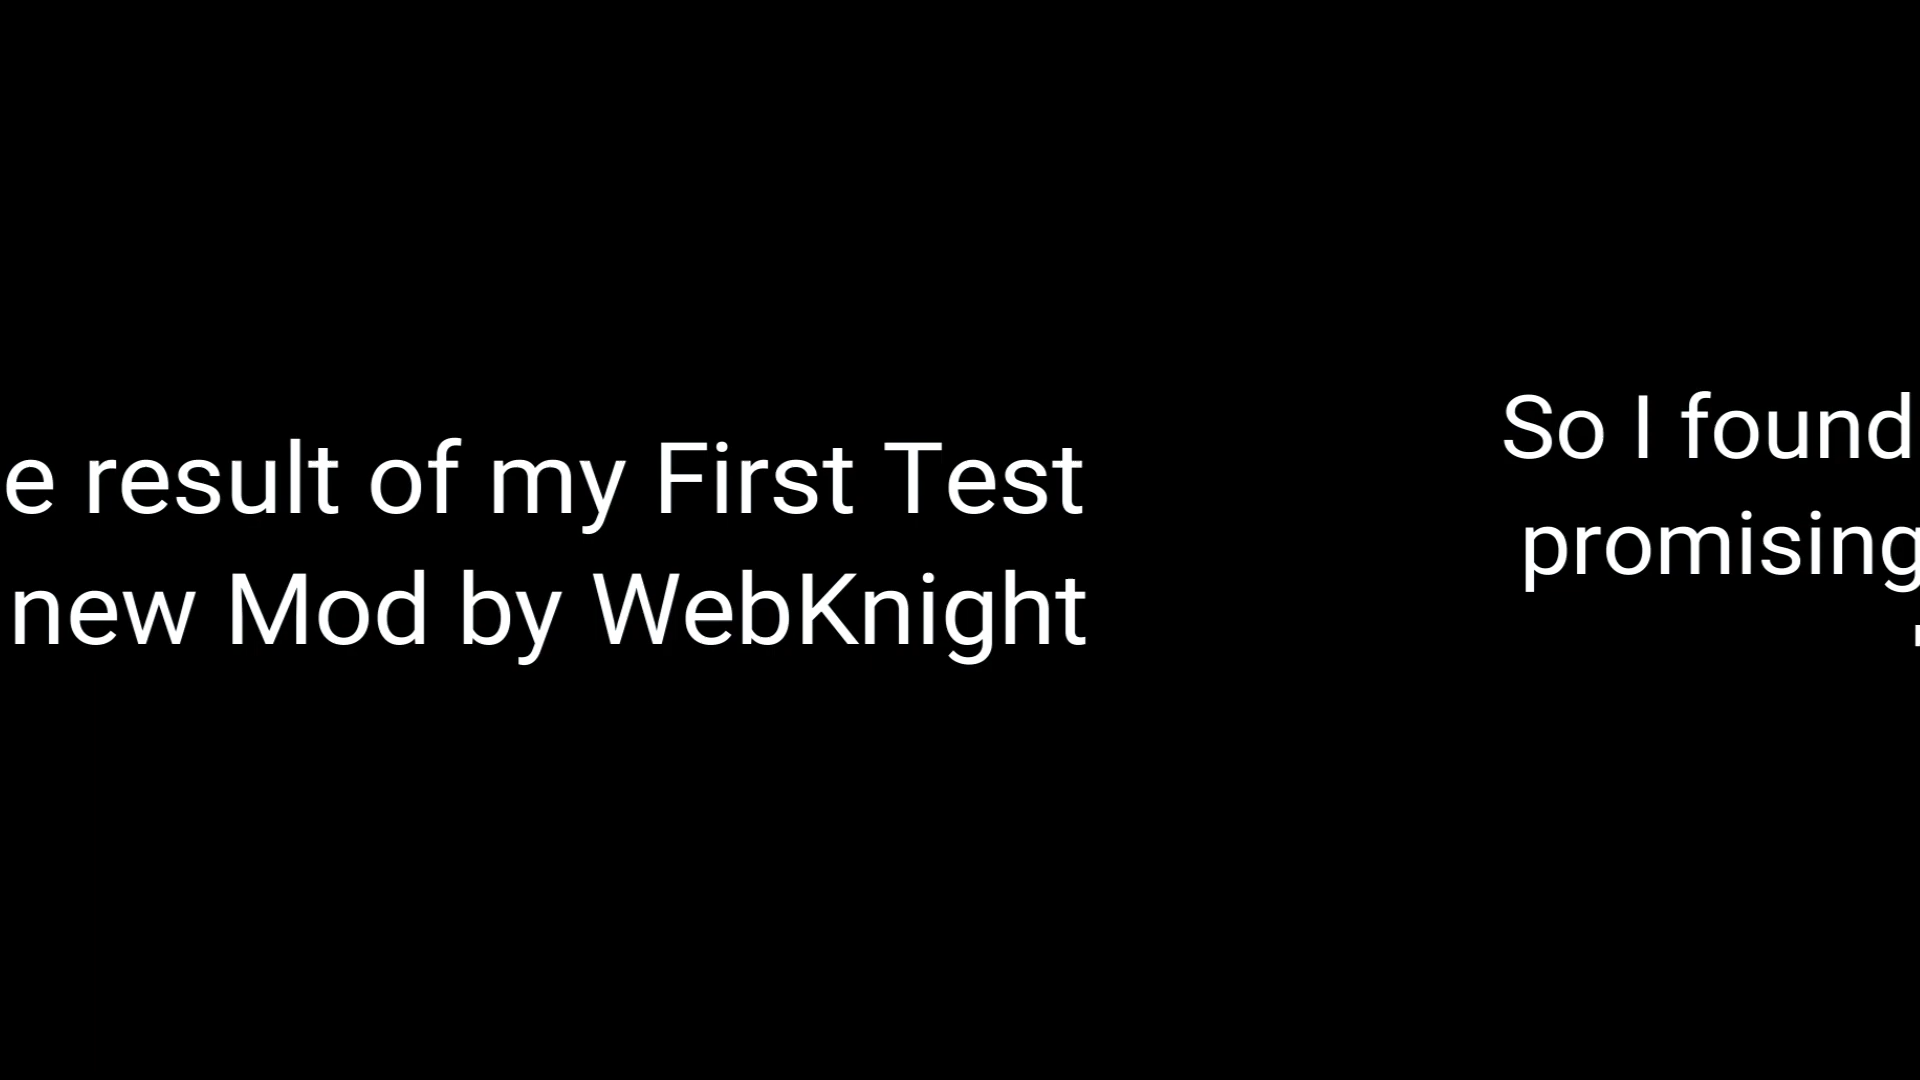 e result of my First Test
new Mod by WebKnight
So I found
promising